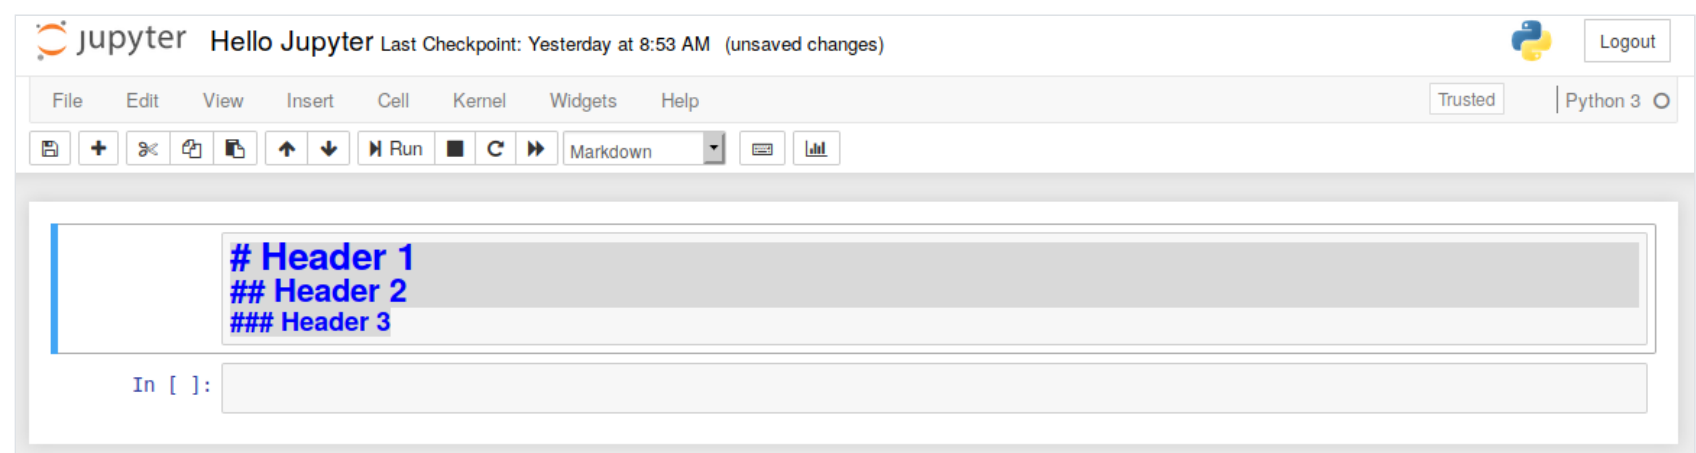 jupyter Hello Jupyter Last Checkpoint: Yesterday at 8:53 AM (unsaved changes) Logout
File Edit View Insert Cell Kernel Widgets Help Trusted Python 3
Run Markdown
# Header 1
## Header 2
### Header 3
In [ ]: